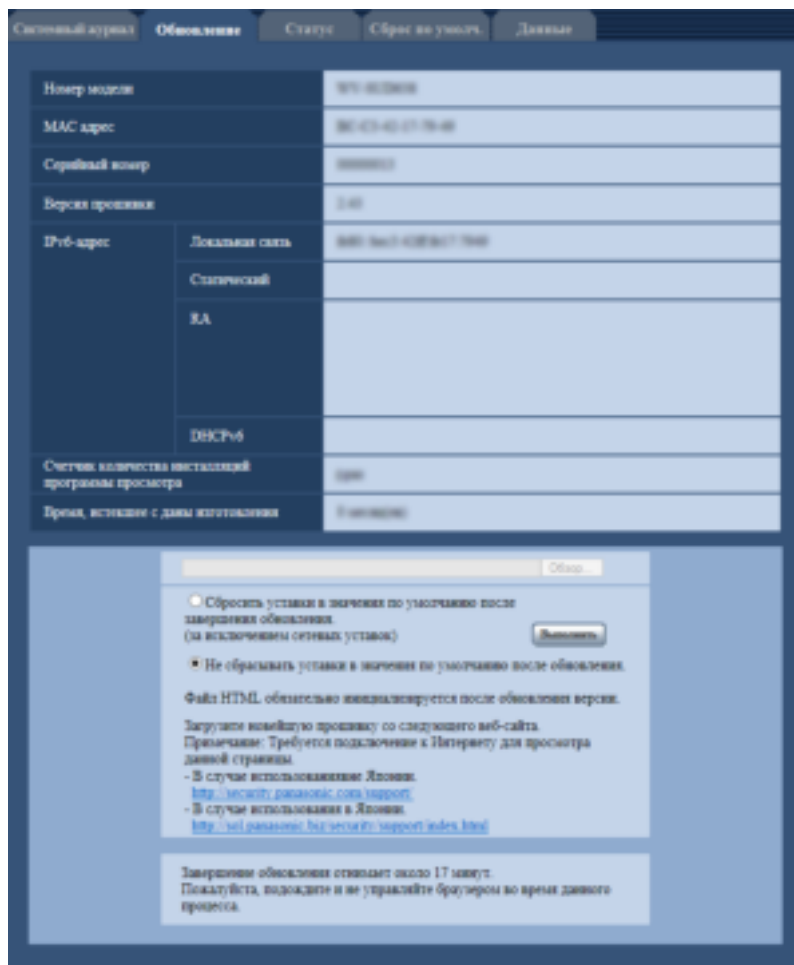 Системный журнал Обновление Статус Сброс по умолч. Данные
Номер модели
MAC адрес
Серийный номер
Версия прошивки
IPv6-адрес Локальная связь
Статический
RA
DHCPv6
Счетчик количества инсталляций
программы просмотра
Время, истекшее с даты изготовления
Обзор...
Сбросить уставки в значения по умолчанию после
завершения обновления.
(за исключением сетевых уставок) Выполнить
Не сбрасывать уставки в значения по умолчанию после обновления.
Файл HTML обязательно инициализируется после обновления версии.
Загрузите новейшую прошивку со следующего веб-сайта.
Примечание: Требуется подключение к Интернету для просмотра
данной страницы.
- В случае использования Японии.
http://security.panasonic.com/support/
- В случае использования в Японии.
http://sol.panasonic.biz/security/support/index.html
Завершение обновления отнимает около 17 минут.
Пожалуйста, подождите и не управляйте браузером во время данного
процесса.